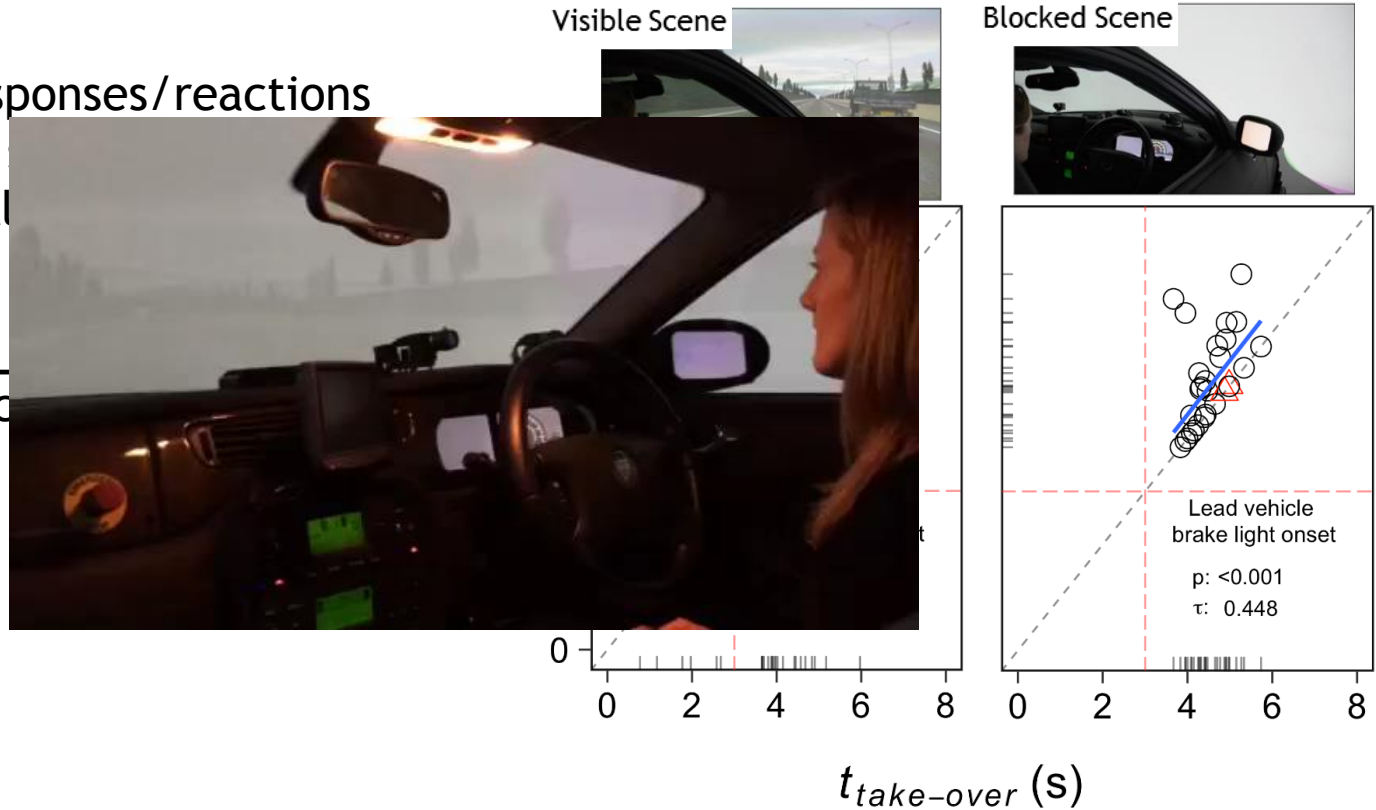 Visible Scene
Blocked Scene
sponses/reactions
t
Lead vehicle
brake light onset
p: <0.001
τ: 0.448
0
0 2 4 6 8
0 2 4 6 8
t take−over (s)